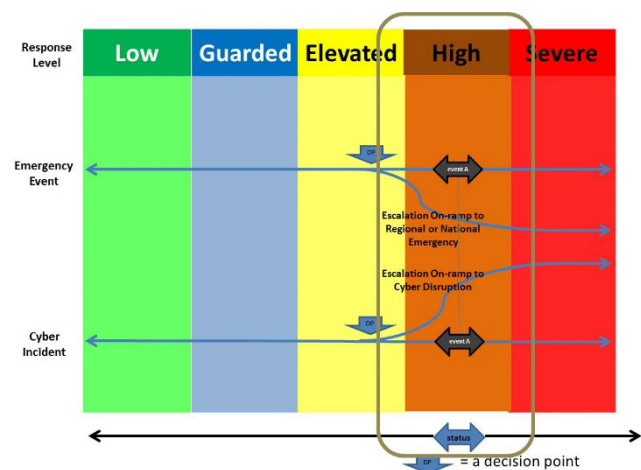 Response
Level
Low
Guarded
Elevated
High
Severe
DP
Emergency
Event
event A
Escalation On-ramp to
Regional or National
Emergency
Escalation On-ramp to
Cyber Disruption
DP
Cyber
Incident
event A
status
DP = a decision point